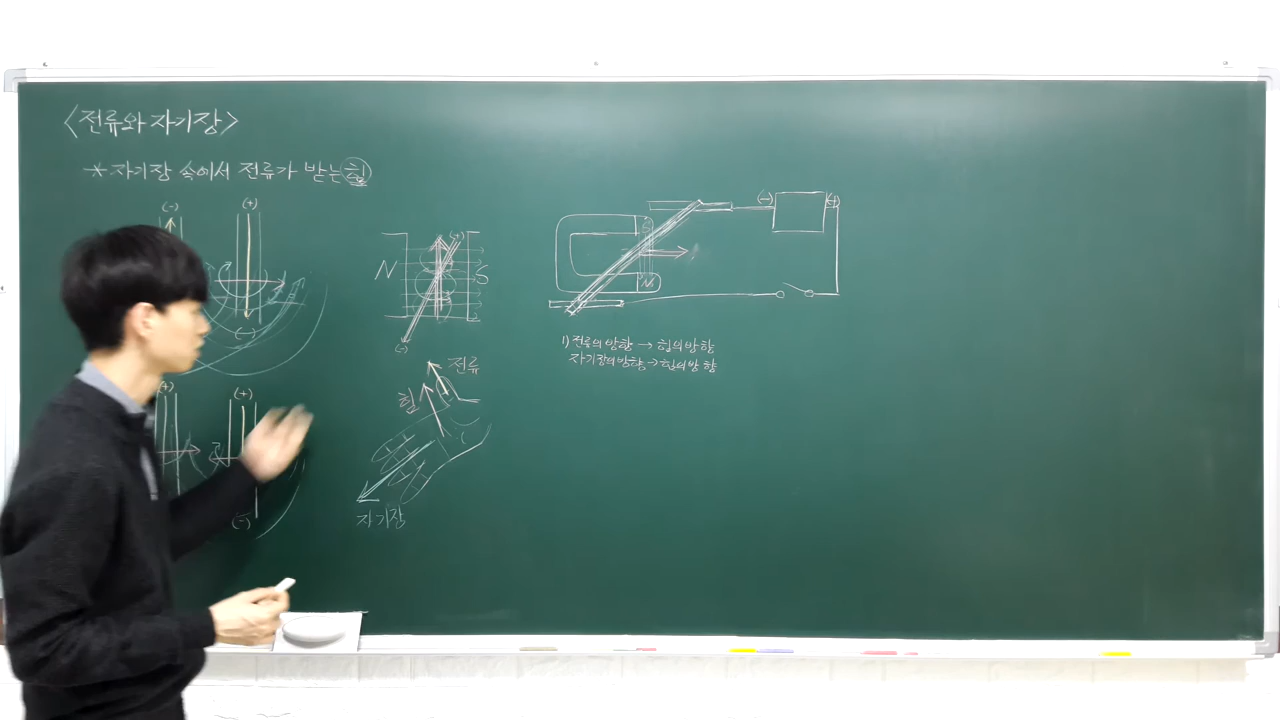 <전류와 자기장>
* 자기장 속에서 전류가 받는 힘
(-)
(+)
(-)
(+)
(+)
(-)
N
(+)
S
(-)
전류
힘
자기장
(-)
(+)
S
N
1) 전류의 방향 → 힘의 방향
자기장의 방향 → 힘의 방향